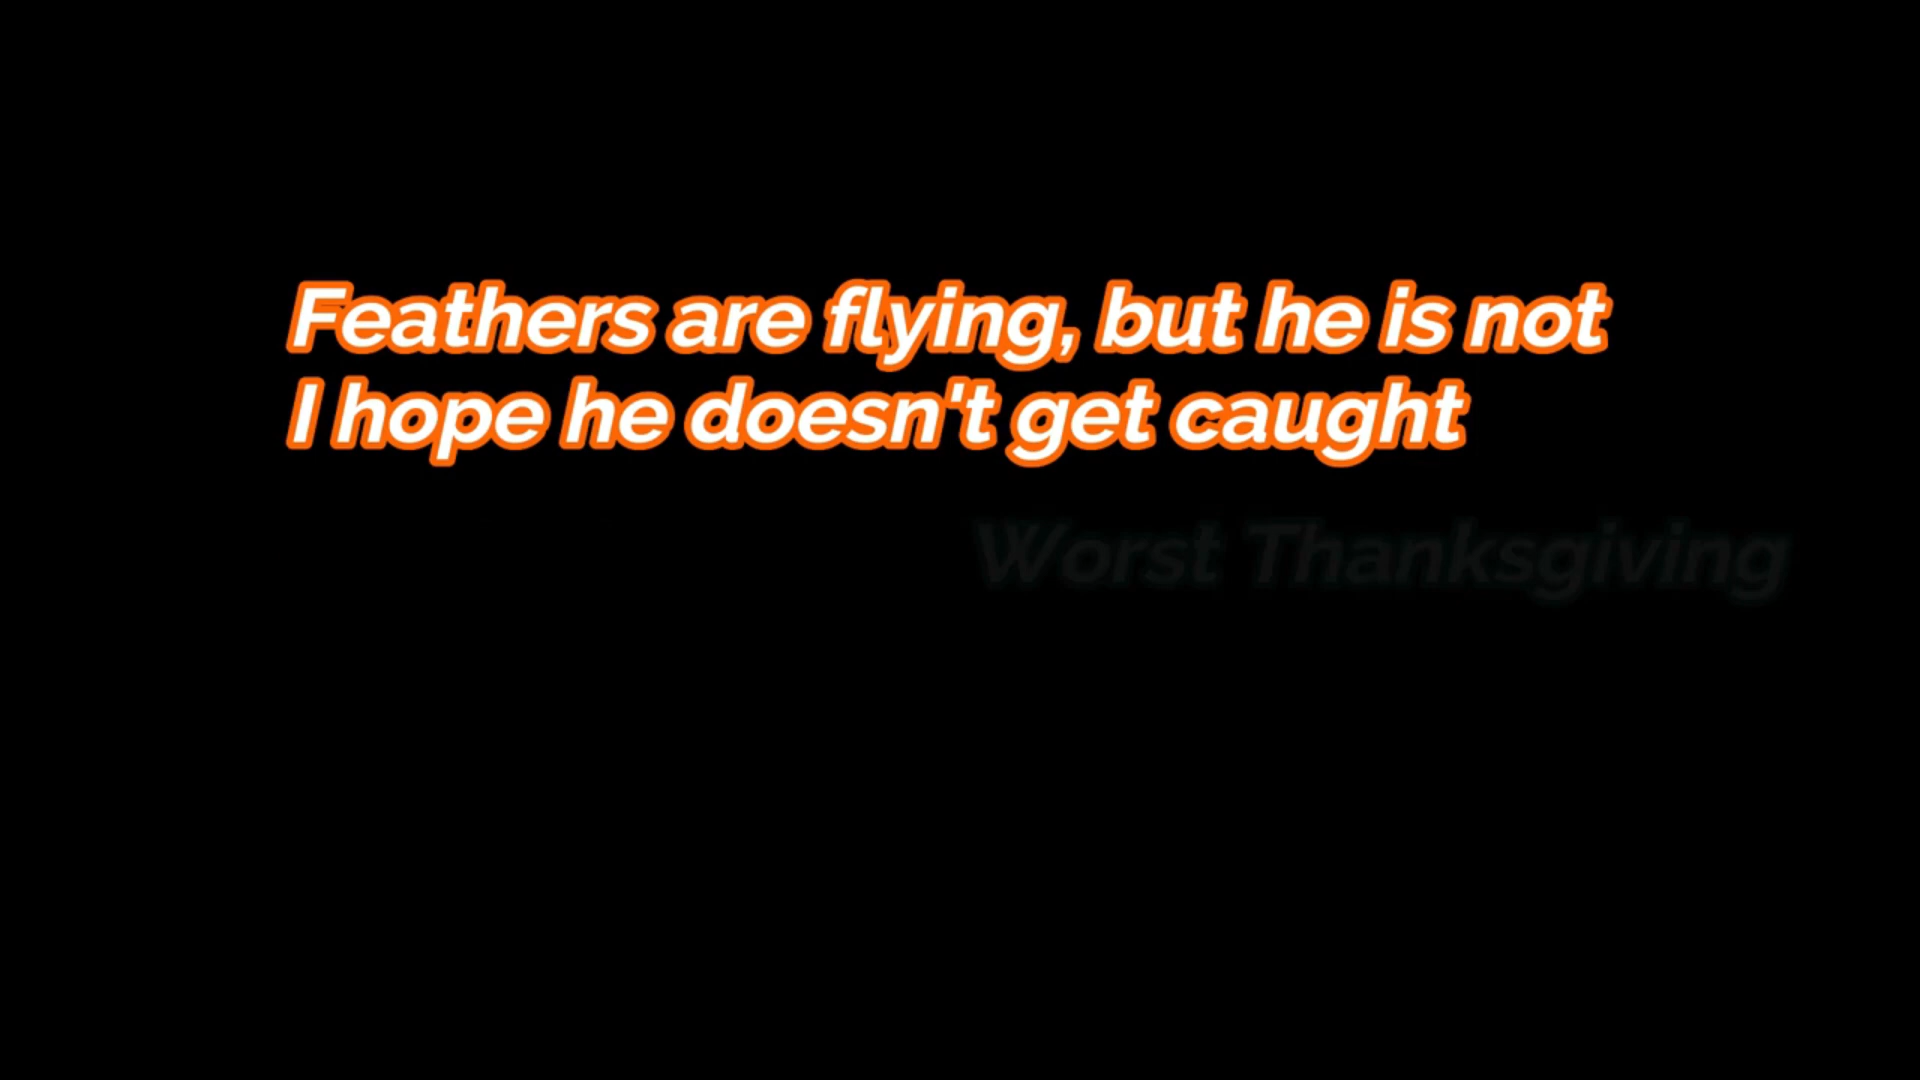 Feathers are flying, but he is not
I hope he doesn't get caught
Worst Thanksgiving